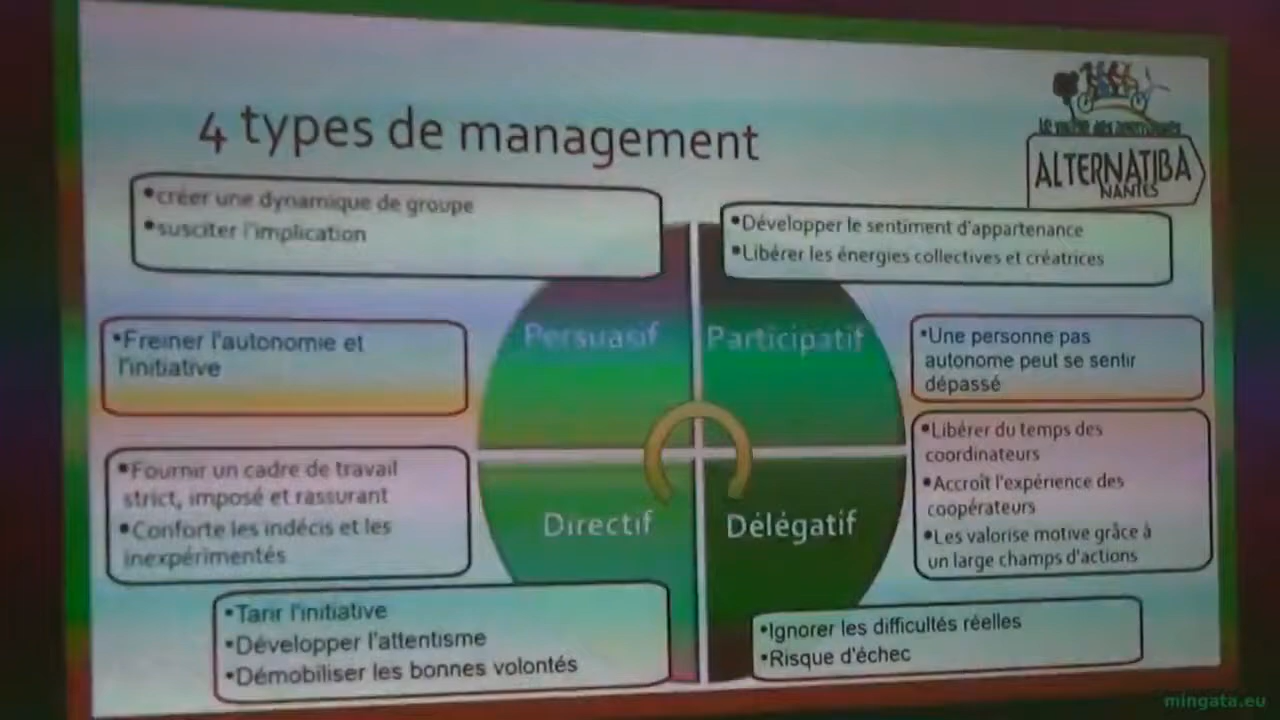 4 types de management
ALTERNATIBA
NANTES
•créer une dynamique de groupe
•susciter l'implication
•Développer le sentiment d'appartenance
•Libérer les énergies collectives et créatrices
Persuasif
Participatif
•Freiner l'autonomie et
l'initiative
•Une personne pas
autonome peut se sentir
dépassé
•Fournir un cadre de travail
strict, imposé et rassurant
•Conforte les indécis et les
inexpérimentés
•Libérer du temps des
coordinateurs
•Accroît l'expérience des
coopérateurs
•Les valorise motive grâce à
un large champs d'actions
Directif
Délégatif
•Tarir l'initiative
•Développer l'attentisme
•Démobiliser les bonnes volontés
•Ignorer les difficultés réelles
•Risque d'échec
mingata.eu